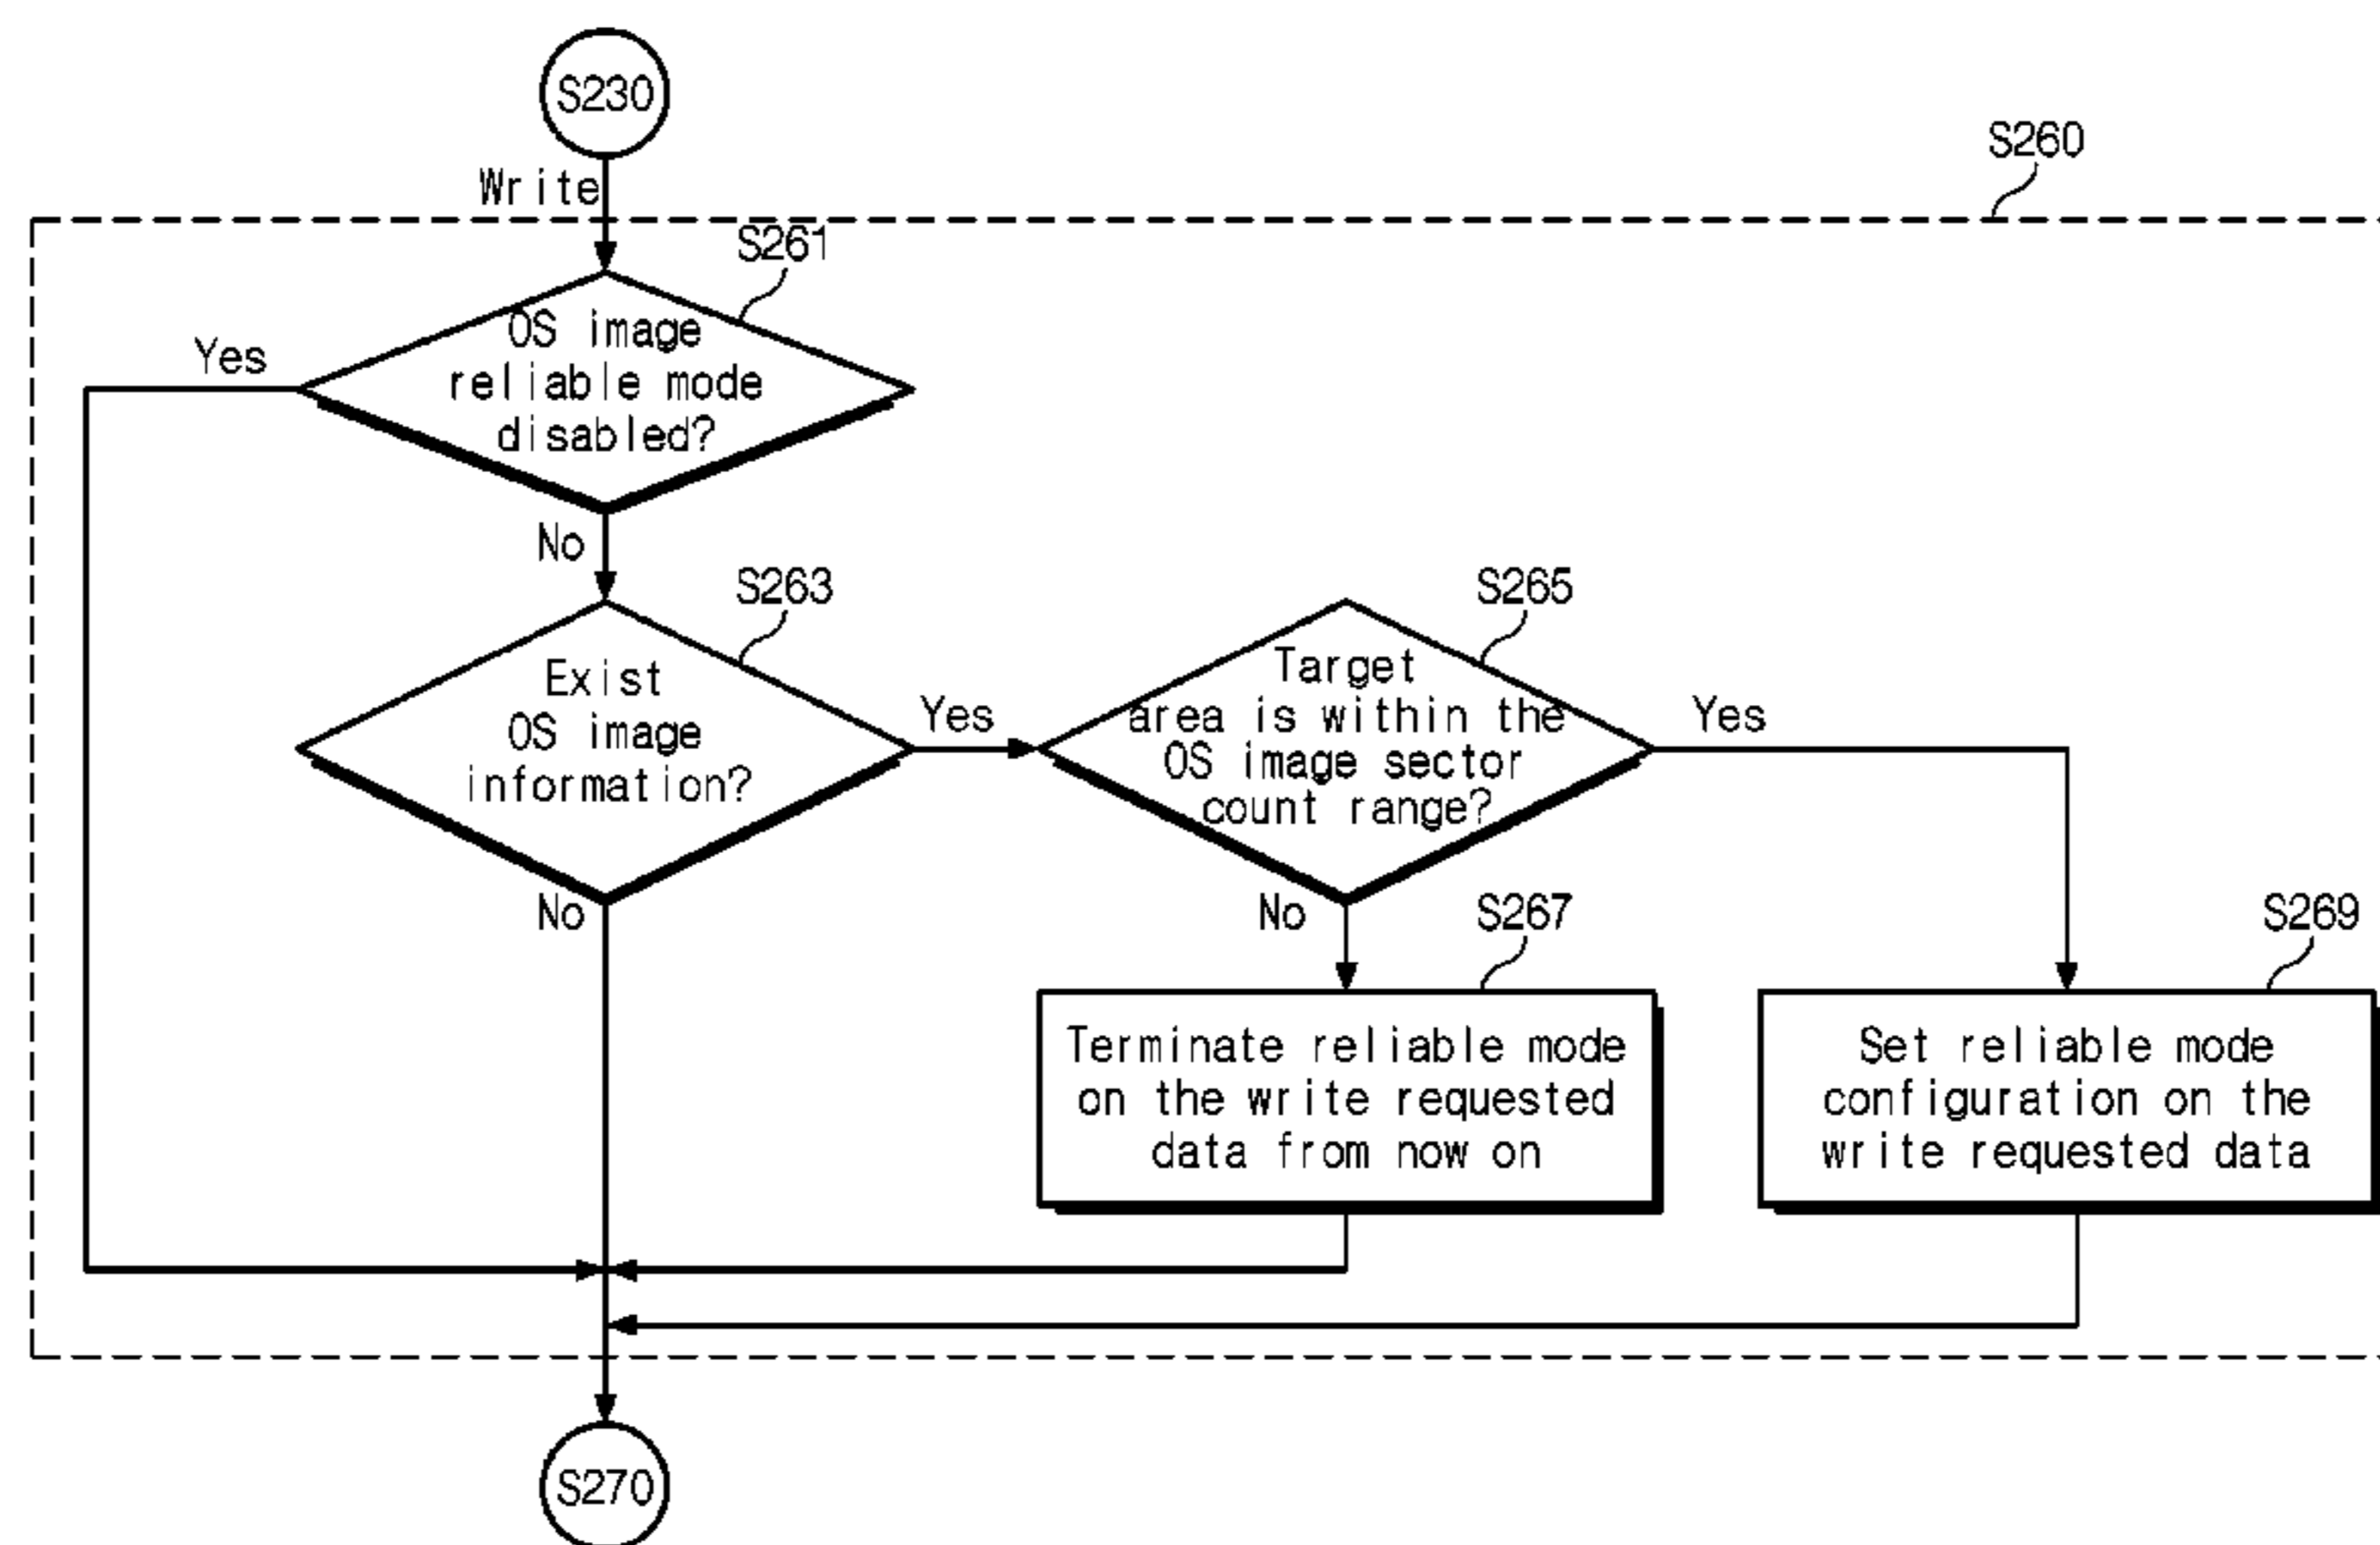 S230
Write
S260
S261
OS image
reliable mode
disabled?
Yes
No
S263
Exist
OS image
information?
Yes
No
S265
Target
area is within the
OS image sector
count range?
Yes
No
S267
Terminate reliable mode
on the write requested
data from now on
S269
Set reliable mode
configuration on the
write requested data
S270